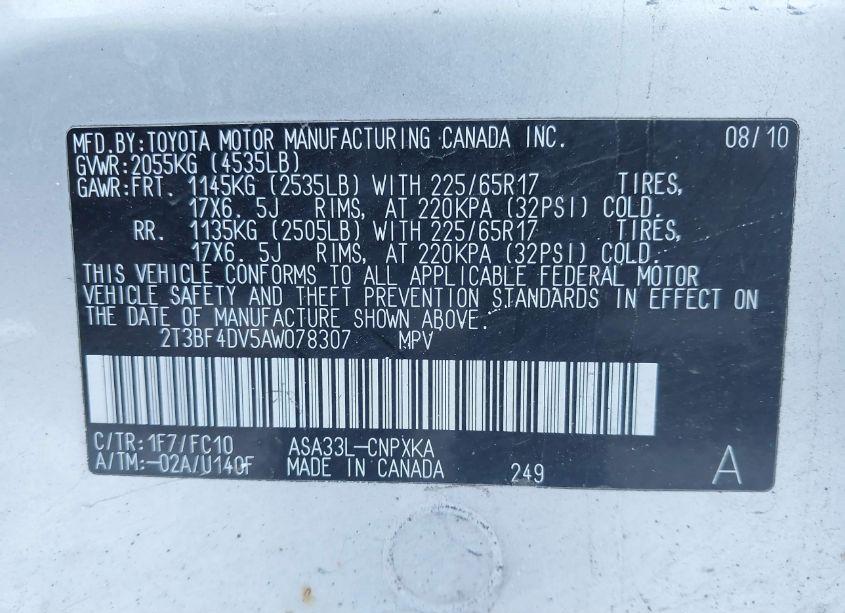 MFD.BY:TOYOTA MOTOR MANUFACTURING CANADA INC. 08/10
GVWR:2055KG (4535LB)
GAWR:FRT. 1145KG (2535LB) WITH 225/65R17 TIRES,
17X6. 5J RIMS, AT 220KPA (32PSI) COLD.
RR. 1135KG (2505LB) WITH 225/65R17 TIRES,
17X6. 5J RIMS, AT 220KPA (32PSI) COLD.
THIS VEHICLE CONFORMS TO ALL APPLICABLE FEDERAL MOTOR
VEHICLE SAFETY AND THEFT PREVENTION STANDARDS IN EFFECT ON
THE DATE OF MANUFACTURE SHOWN ABOVE.
2T3BF4DV5AW078307 MPV
C/TR:1F7/FC10 ASA33L-CNPXKA
A/TM:-02A/U140F MADE IN CANADA 249 A